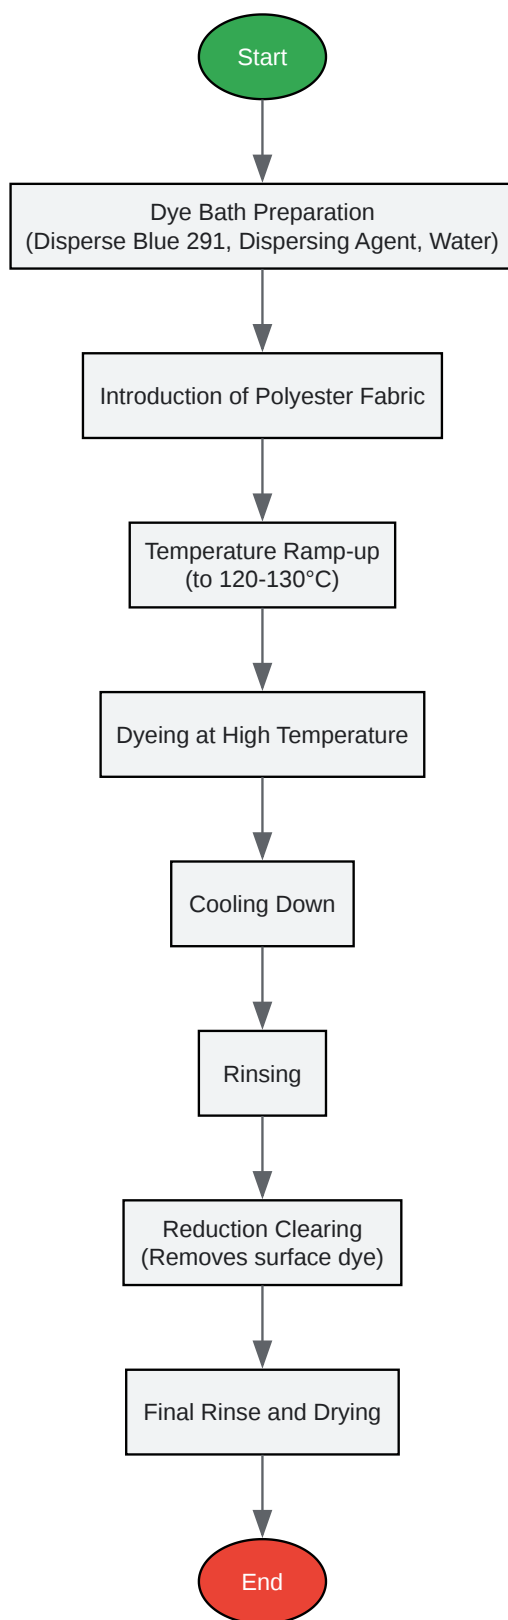 Start
Dye Bath Preparation
(Disperse Blue 291, Dispersing Agent, Water)
Introduction of Polyester Fabric
Temperature Ramp-up
(to 120-130°C)
Dyeing at High Temperature
Cooling Down
Rinsing
Reduction Clearing
(Removes surface dye)
Final Rinse and Drying
End